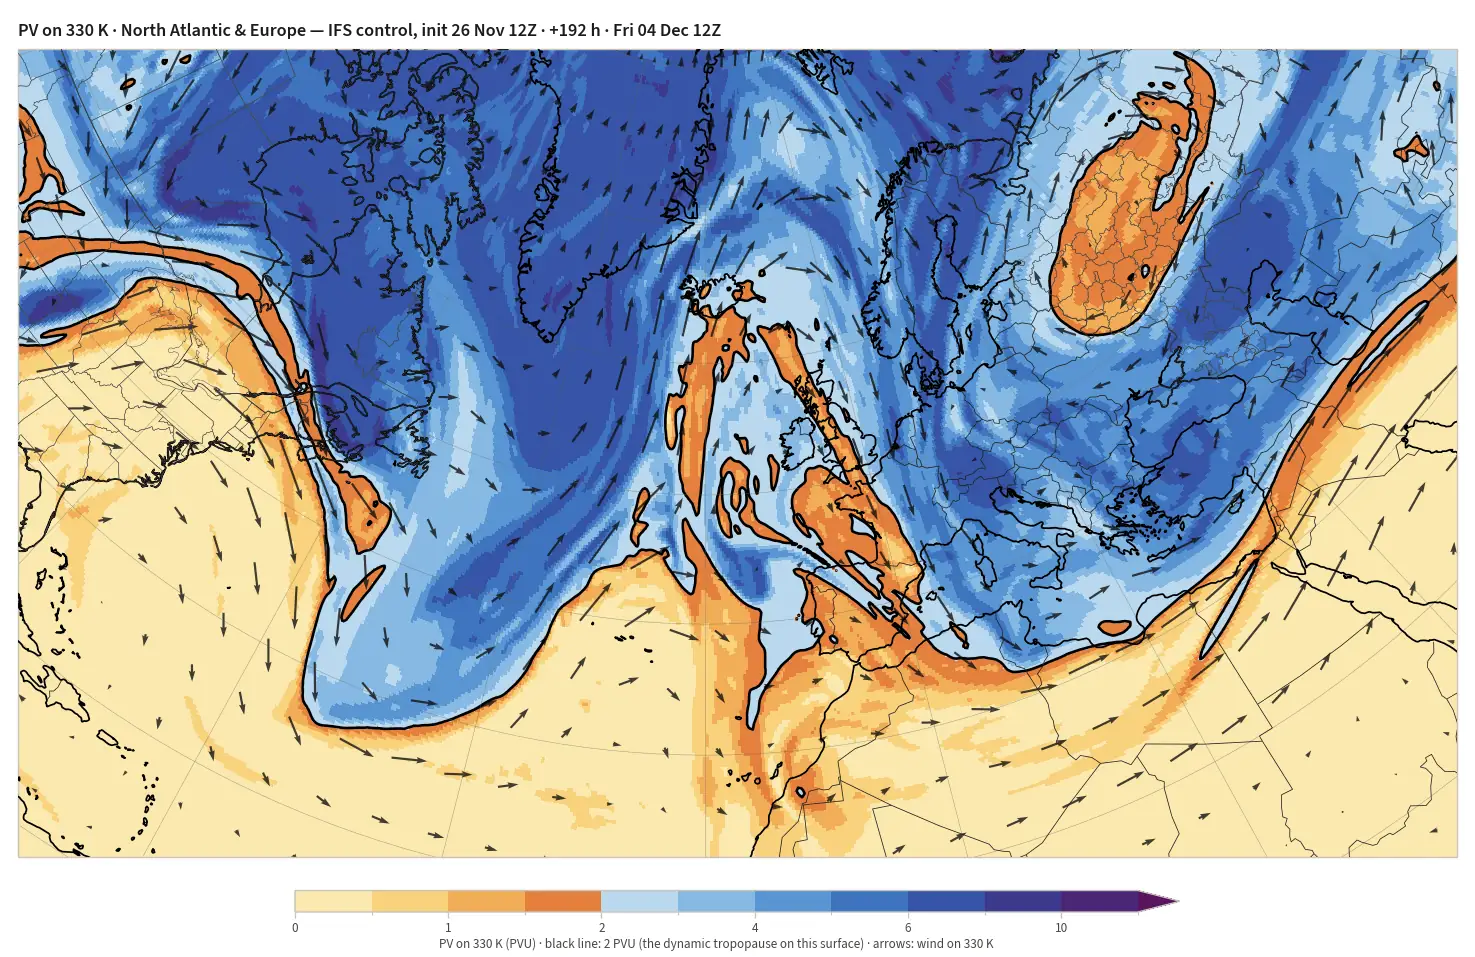 PV on 330 K · North Atlantic & Europe — IFS control, init 26 Nov 12Z · +192 h · Fri 04 Dec 12Z
0 1 2 4 6 10
PV on 330 K (PVU) · black line: 2 PVU (the dynamic tropopause on this surface) · arrows: wind on 330 K